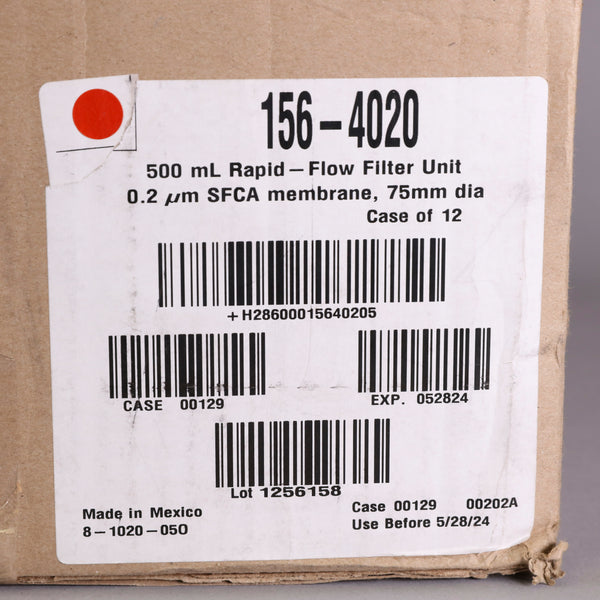 156-4020
500 mL Rapid-Flow Filter Unit
0.2 µm SFCA membrane, 75mm dia
Case of 12
+H28600015640205
CASE 00129
EXP. 052824
Lot 1256158
Made in Mexico
8-1020-050
Case 00129 00202A
Use Before 5/28/24